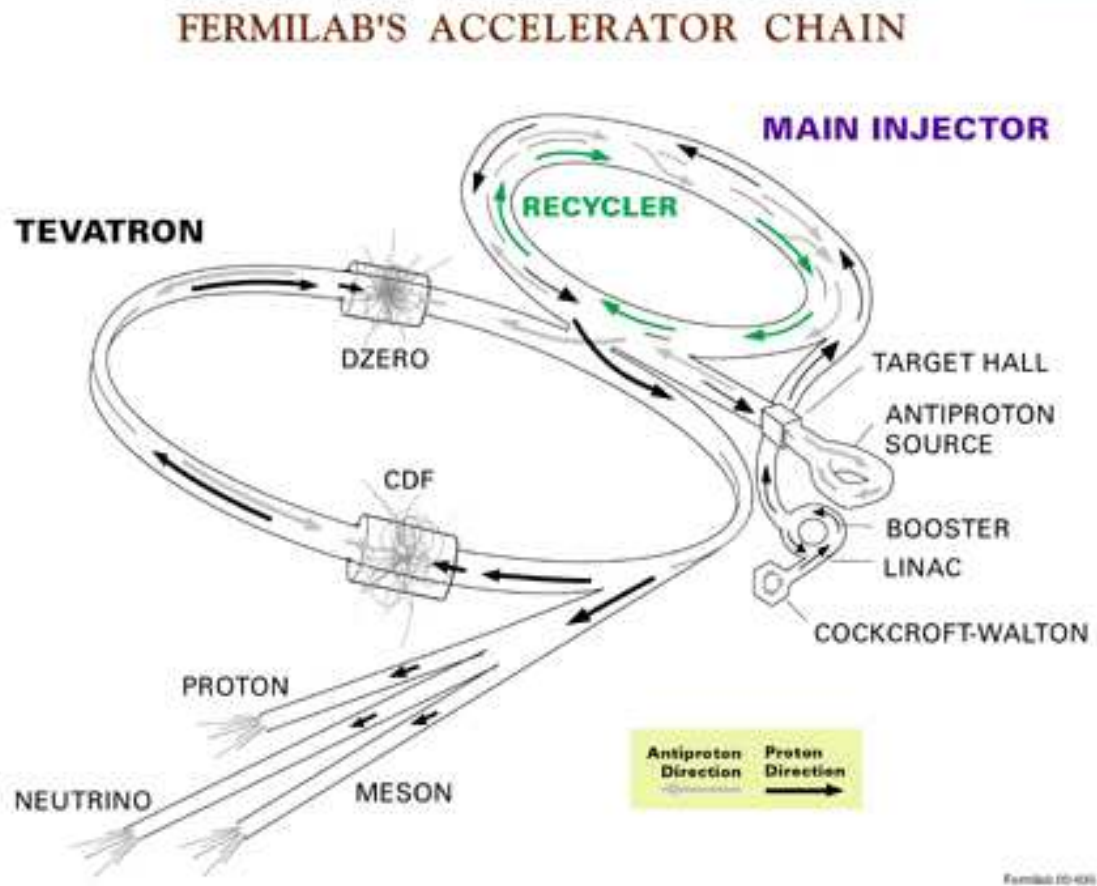 FERMILAB'S ACCELERATOR CHAIN
MAIN INJECTOR
RECYCLER
TEVATRON
DZERO
TARGET HALL
ANTIPROTON
SOURCE
CDF
BOOSTER
LINAC
COCKCROFT-WALTON
PROTON
Antiproton
Direction
Proton
Direction
NEUTRINO
MESON
Fermilab